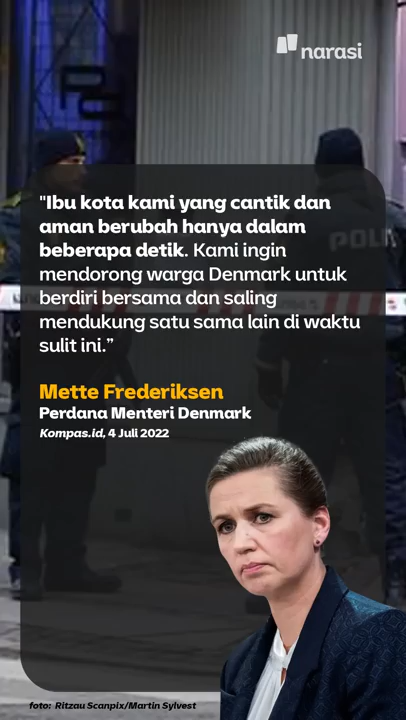 narasi
"Ibu kota kami yang cantik dan
aman berubah hanya dalam
beberapa detik. Kami ingin
mendorong warga Denmark untuk
berdiri bersama dan saling
mendukung satu sama lain di waktu
sulit ini.”
Mette Frederiksen
Perdana Menteri Denmark
Kompas.id, 4 Juli 2022
foto: Ritzau Scanpix/Martin Sylvest